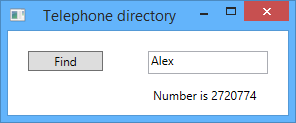 Telephone directory
Find
Alex
Number is 2720774